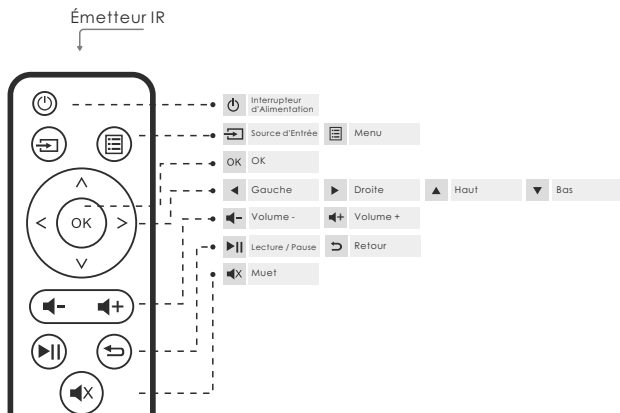 Émetteur IR
Interrupteur
d'Alimentation
Source d'Entrée Menu
OK OK
Gauche Droite Haut Bas
OK
Volume - Volume +
Lecture / Pause Retour
Muet